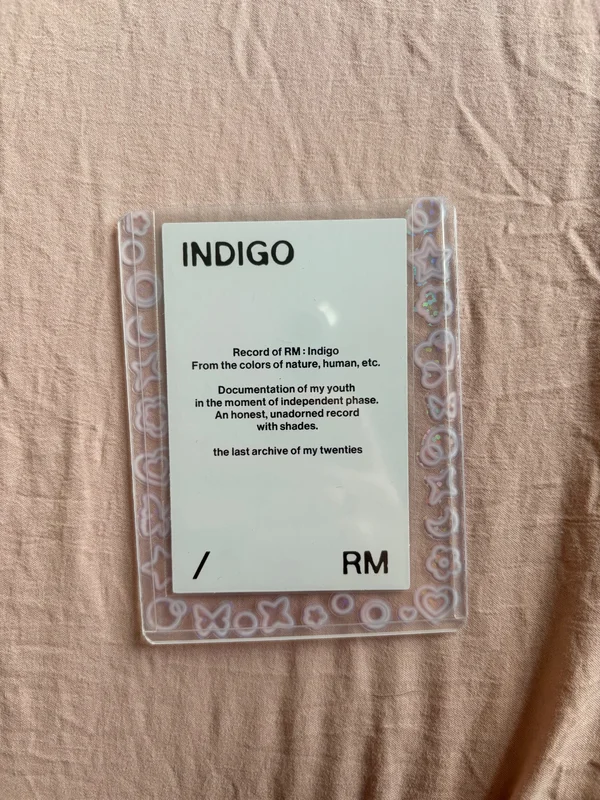 INDIGO
Record of RM : Indigo
From the colors of nature, human, etc.
Documentation of my youth
in the moment of independent phase.
An honest, unadorned record
with shades.
the last archive of my twenties
/ RM